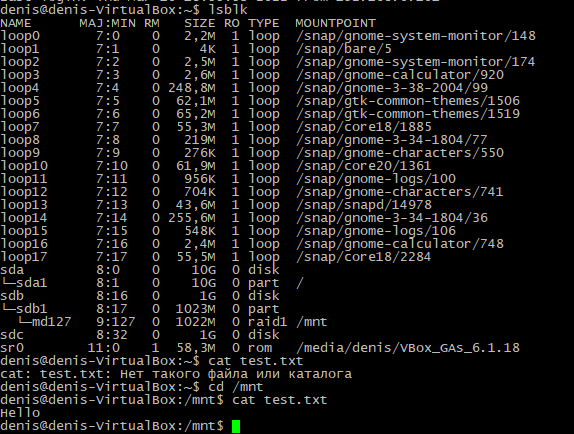 denis@denis-VirtualBox:~$ lsblk
NAME MAJ:MIN RM SIZE RO TYPE MOUNTPOINT
loop0 7:0 0 2,2M 1 loop /snap/gnome-system-monitor/148
loop1 7:1 0 4K 1 loop /snap/bare/5
loop2 7:2 0 2,5M 1 loop /snap/gnome-system-monitor/174
loop3 7:3 0 2,6M 1 loop /snap/gnome-calculator/920
loop4 7:4 0 248,8M 1 loop /snap/gnome-3-38-2004/99
loop5 7:5 0 62,1M 1 loop /snap/gtk-common-themes/1506
loop6 7:6 0 65,2M 1 loop /snap/gtk-common-themes/1519
loop7 7:7 0 55,3M 1 loop /snap/core18/1885
loop8 7:8 0 219M 1 loop /snap/gnome-3-34-1804/77
loop9 7:9 0 276K 1 loop /snap/gnome-characters/550
loop10 7:10 0 61,9M 1 loop /snap/core20/1361
loop11 7:11 0 956K 1 loop /snap/gnome-logs/100
loop12 7:12 0 704K 1 loop /snap/gnome-characters/741
loop13 7:13 0 43,6M 1 loop /snap/snapd/14978
loop14 7:14 0 255,6M 1 loop /snap/gnome-3-34-1804/36
loop15 7:15 0 548K 1 loop /snap/gnome-logs/106
loop16 7:16 0 2,4M 1 loop /snap/gnome-calculator/748
loop17 7:17 0 55,5M 1 loop /snap/core18/2284
sda 8:0 0 10G 0 disk
└─sda1 8:1 0 10G 0 part /
sdb 8:16 0 1G 0 disk
└─sdb1 8:17 0 1023M 0 part
└─md127 9:127 0 1022M 0 raid1 /mnt
sdc 8:32 0 1G 0 disk
sr0 11:0 1 58,3M 0 rom /media/denis/VBox_GAs_6.1.18
denis@denis-VirtualBox:~$ cat test.txt
cat: test.txt: Нет такого файла или каталога
denis@denis-VirtualBox:~$ cd /mnt
denis@denis-VirtualBox:/mnt$ cat test.txt
Hello
denis@denis-VirtualBox:/mnt$